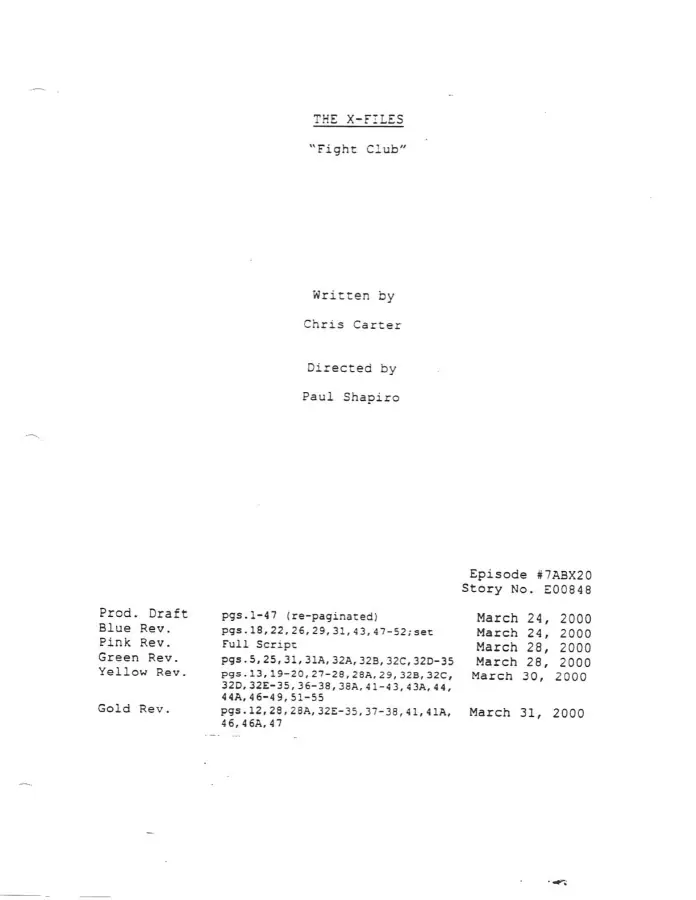 THE X-FILES
"Fight Club"
Written by
Chris Carter
Directed by
Paul Shapiro
Episode #7ABX20
Story No. E00848
Prod. Draft pgs.1-47 (re-paginated) March 24, 2000
Blue Rev. pgs.18,22,26,29,31,43,47-52;set March 24, 2000
Pink Rev. Full Script March 28, 2000
Green Rev. pgs.5,25,31,31A,32A,32B,32C,32D-35 March 28, 2000
Yellow Rev. pgs.13,19-20,27-28,28A,29,32B,32C, March 30, 2000
32D,32E-35,36-38,38A,41-43,43A,44,
44A,46-49,51-55
Gold Rev. pgs.12,28,28A,32E-35,37-38,41,41A, March 31, 2000
46,46A,47